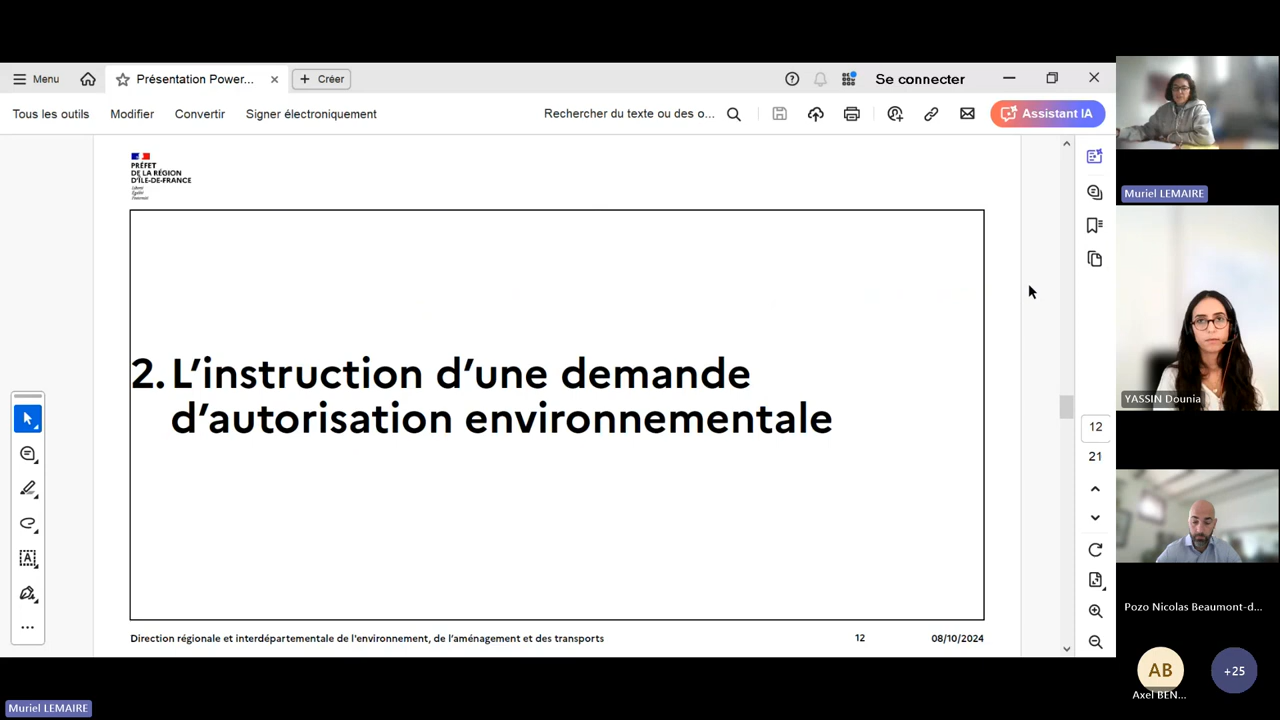 Menu
Présentation Power...
Créer
Se connecter
Tous les outils
Modifier
Convertir
Signer électroniquement
Rechercher du texte ou des o...
Assistant IA
PRÉFET
DE LA RÉGION
D'ÎLE-DE-FRANCE
Liberté
Égalité
Fraternité
2. L'instruction d'une demande
d'autorisation environnementale
Direction régionale et interdépartementale de l'environnement, de l'aménagement et des transports
12
08/10/2024
12
21
Muriel LEMAIRE
YASSIN Dounia
Pozo Nicolas Beaumont-d...
AB
Axel BEN...
+25
Muriel LEMAIRE